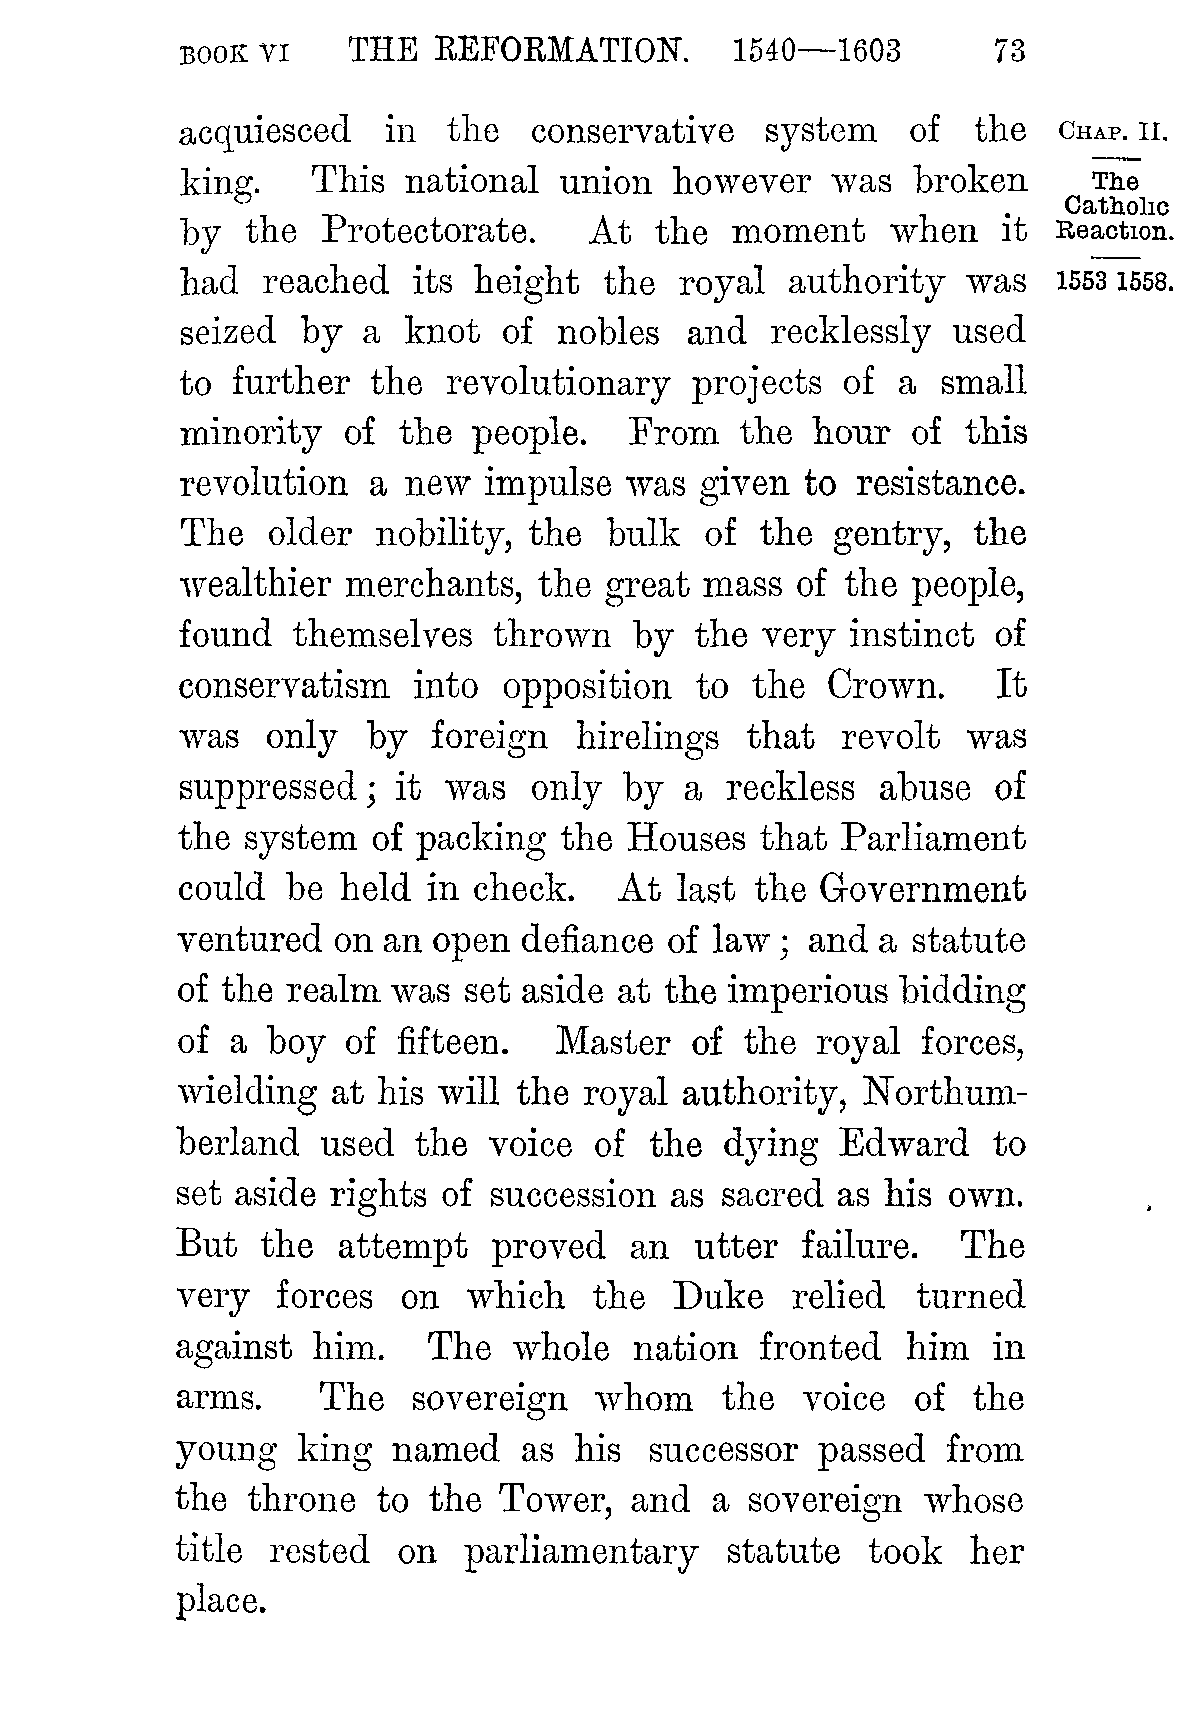 BOOK VI THE REFORMATION. 1540—1603 73
acquiesced in the conservative system of the
king. This national union however was broken
by the Protectorate. At the moment when it
had reached its height the royal authority was
seized by a knot of nobles and recklessly used
to further the revolutionary projects of a small
minority of the people. From the hour of this
revolution a new impulse was given to resistance.
The older nobility, the bulk of the gentry, the
wealthier merchants, the great mass of the people,
found themselves thrown by the very instinct of
conservatism into opposition to the Crown. It
was only by foreign hirelings that revolt was
suppressed; it was only by a reckless abuse of
the system of packing the Houses that Parliament
could be held in check. At last the Government
ventured on an open defiance of law; and a statute
of the realm was set aside at the imperious bidding
of a boy of fifteen. Master of the royal forces,
wielding at his will the royal authority, Northum-
berland used the voice of the dying Edward to
set aside rights of succession as sacred as his own.
But the attempt proved an utter failure. The
very forces on which the Duke relied turned
against him. The whole nation fronted him in
arms. The sovereign whom the voice of the
young king named as his successor passed from
the throne to the Tower, and a sovereign whose
title rested on parliamentary statute took her
place.
CHAP. II.
The
Catholic
Reaction.
1553 1558.